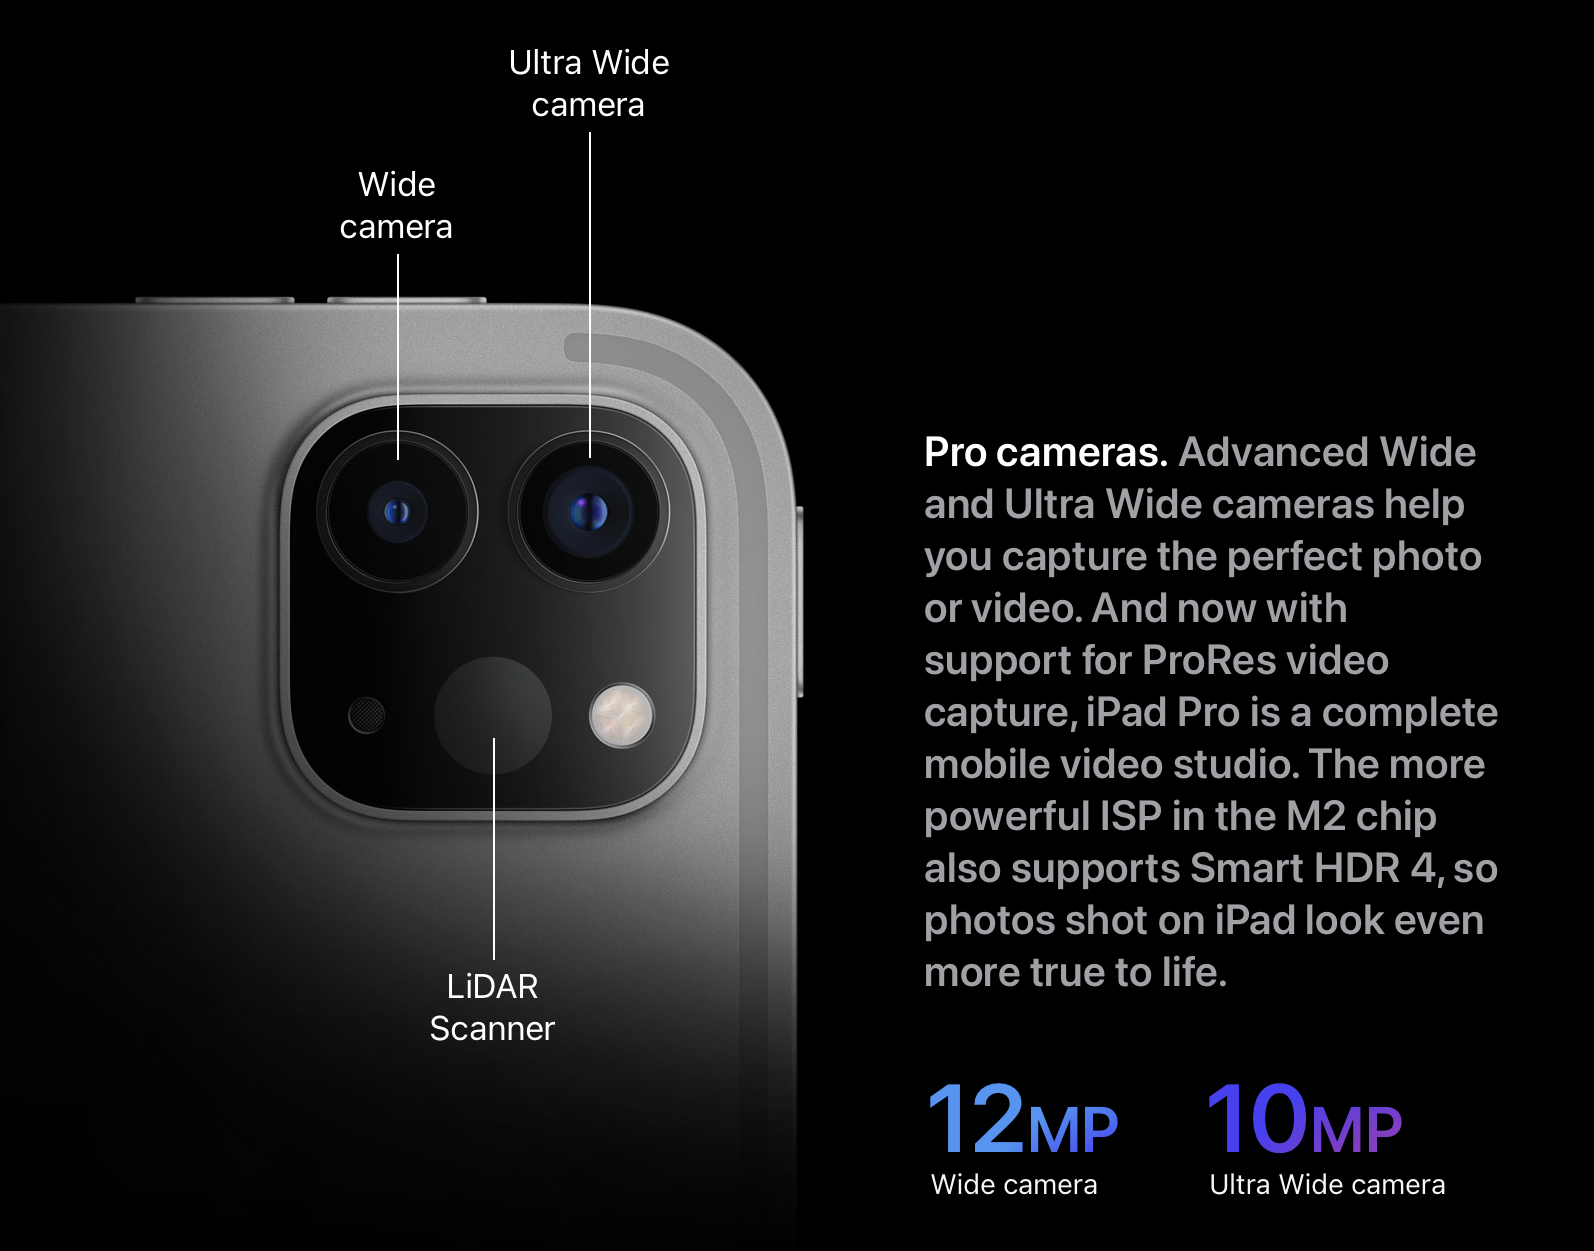 Ultra Wide
camera
Wide
camera
Pro cameras. Advanced Wide
and Ultra Wide cameras help
you capture the perfect photo
or video. And now with
support for ProRes video
capture, iPad Pro is a complete
mobile video studio. The more
powerful ISP in the M2 chip
also supports Smart HDR 4, so
photos shot on iPad look even
more true to life.
LiDAR
Scanner
12MP
Wide camera
10MP
Ultra Wide camera